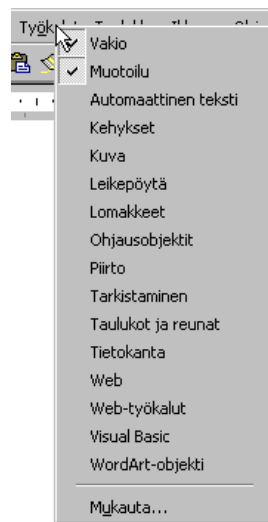 Työk
Vakio
Muotoilu
Automaattinen teksti
Kehykset
Kuva
Leikepöytä
Lomakkeet
Ohjausobjektit
Piirto
Tarkistaminen
Taulukot ja reunat
Tietokanta
Web
Web-työkalut
Visual Basic
WordArt-objekti
Mukauta...